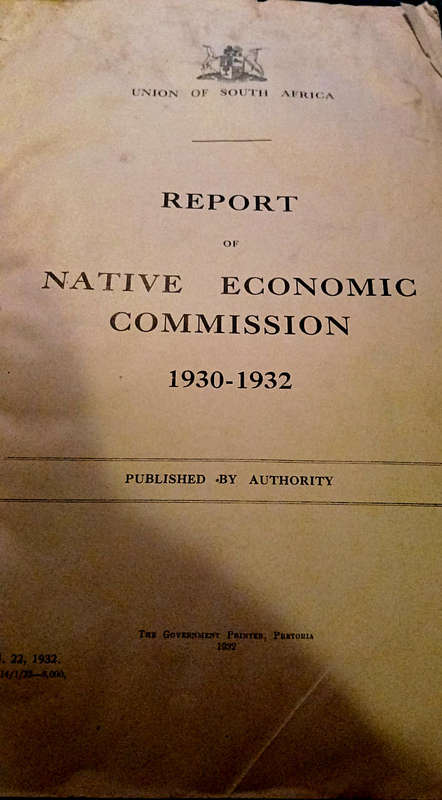 UNION OF SOUTH AFRICA
REPORT
OF
NATIVE ECONOMIC
COMMISSION
1930-1932
PUBLISHED BY AUTHORITY
THE GOVERNMENT PRINTER, PRETORIA
1932
. 22, 1932.